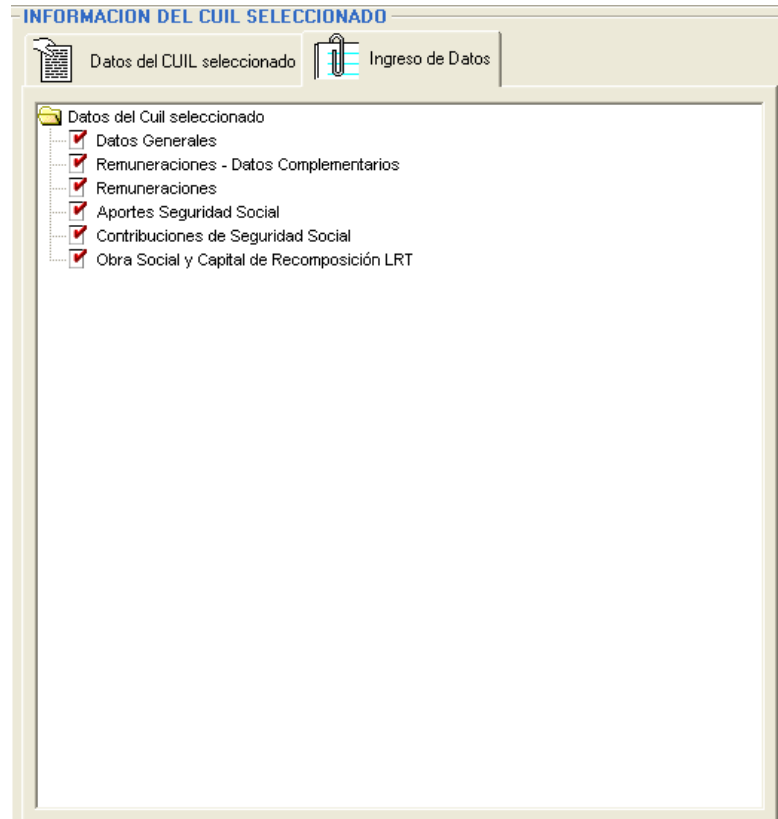 INFORMACION DEL CUIL SELECCIONADO
Datos del CUIL seleccionado
Ingreso de Datos
Datos del Cuil seleccionado
Datos Generales
Remuneraciones - Datos Complementarios
Remuneraciones
Aportes Seguridad Social
Contribuciones de Seguridad Social
Obra Social y Capital de Recomposición LRT